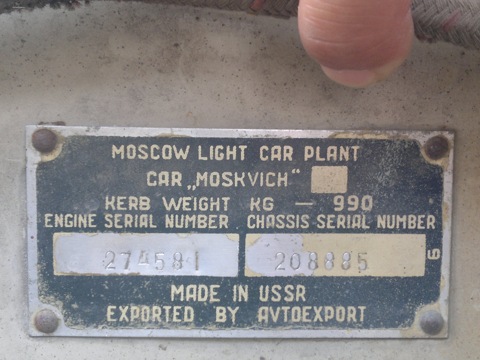 MOSCOW LIGHT CAR PLANT
CAR „MOSKVICH"
KERB WEIGHT KG — 990
ENGINE SERIAL NUMBER CHASSIS SERIAL NUMBER
274581 208885
MADE IN USSR
EXPORTED BY AVTOEXPORT